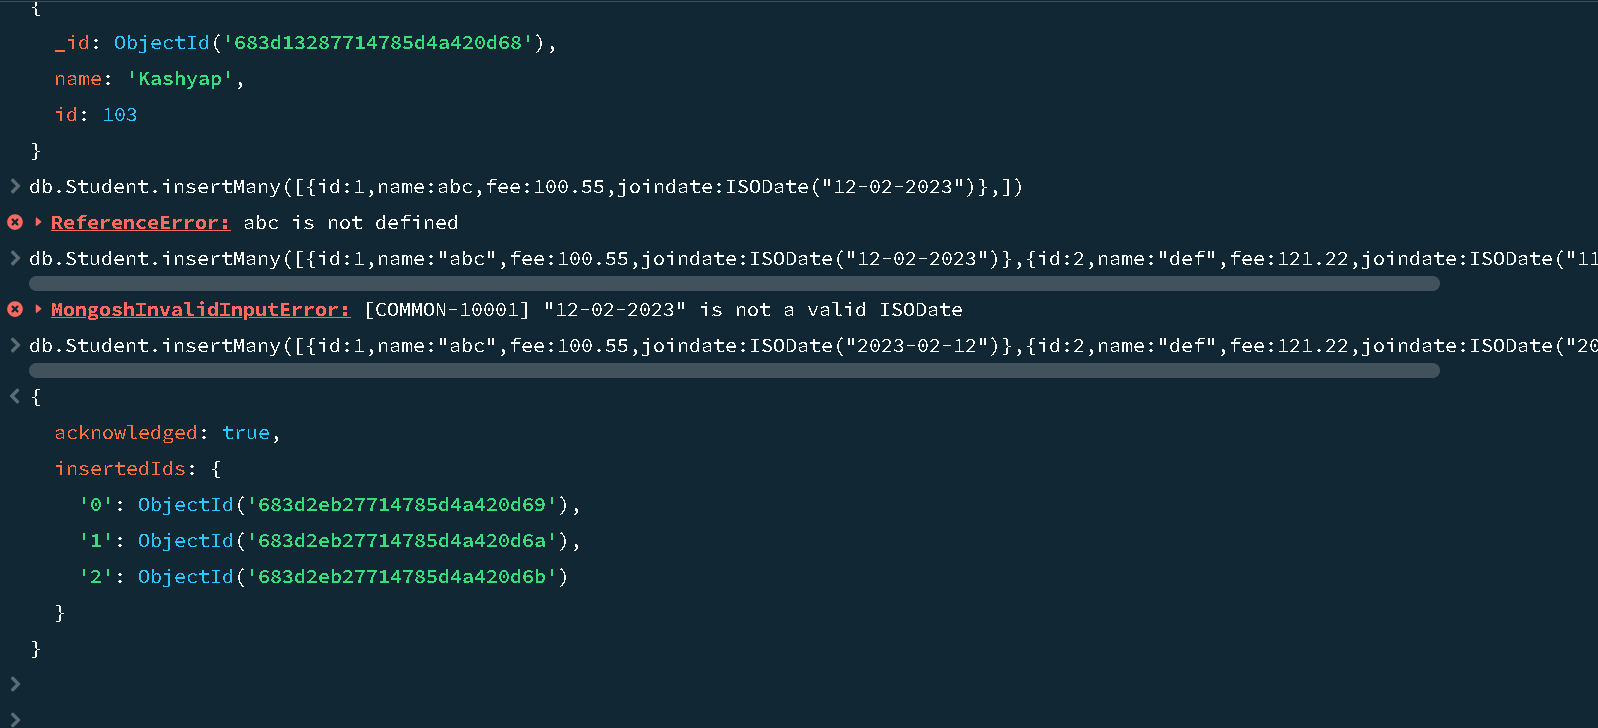 {
_id: ObjectId('683d13287714785d4a420d68'),
name: 'Kashyap',
id: 103
}
> db.Student.insertMany([{id:1,name:abc,fee:100.55,joindate:ISODate("12-02-2023")},])
ReferenceError: abc is not defined
> db.Student.insertMany([{id:1,name:"abc",fee:100.55,joindate:ISODate("12-02-2023")},{id:2,name:"def",fee:121.22,joindate:ISODate("11
MongoshInvalidInputError: [COMMON-10001] "12-02-2023" is not a valid ISODate
> db.Student.insertMany([{id:1,name:"abc",fee:100.55,joindate:ISODate("2023-02-12")},{id:2,name:"def",fee:121.22,joindate:ISODate("20
< {
acknowledged: true,
insertedIds: {
'0': ObjectId('683d2eb27714785d4a420d69'),
'1': ObjectId('683d2eb27714785d4a420d6a'),
'2': ObjectId('683d2eb27714785d4a420d6b')
}
}
>
>